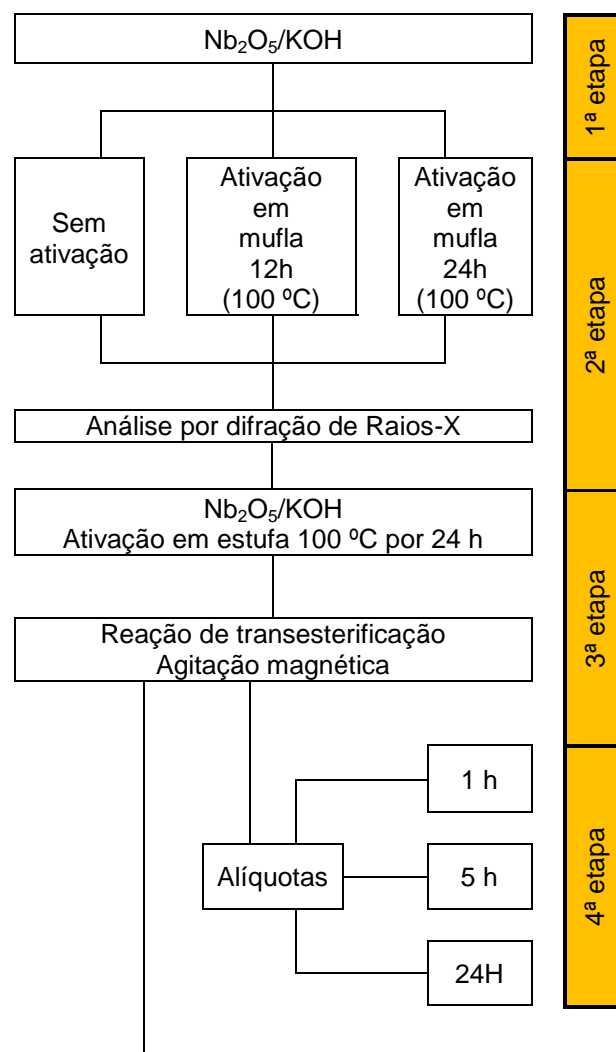 Nb₂O₅/KOH
1ª etapa
Sem
ativação
Ativação
em
mufla
12h
(100 ºC)
Ativação
em
mufla
24h
(100 ºC)
2ª etapa
Análise por difração de Raios-X
Nb₂O₅/KOH
Ativação em estufa 100 ºC por 24 h
3ª etapa
Reação de transesterificação
Agitação magnética
1 h
Alíquotas
5 h
24H
4ª etapa